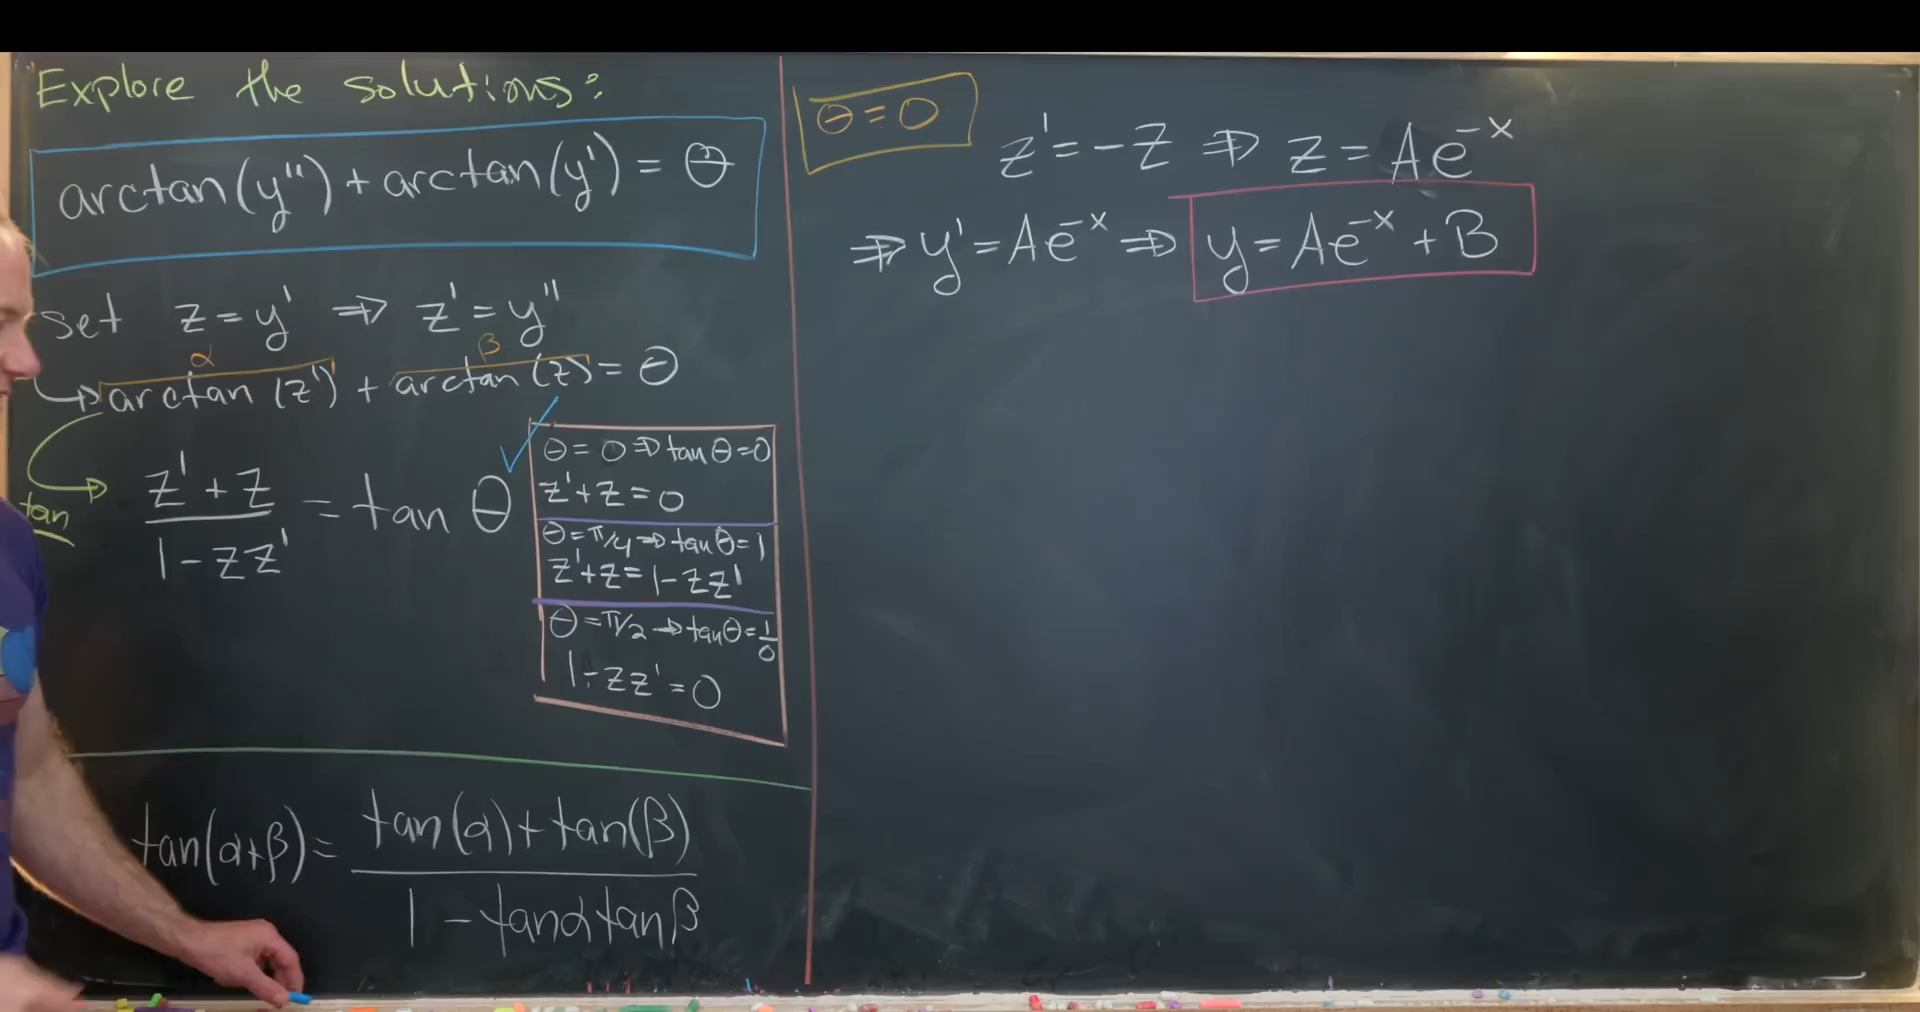 Explore the solutions:
arctan(y'') + arctan(y') = θ
set z = y' ⇒ z' = y''
α β
arctan(z') + arctan(z) = θ
tan
z' + z / 1 - zz' = tan θ
θ = 0 ⇒ tan θ = 0
z' + z = 0
θ = π/4 ⇒ tan θ = 1
z' + z = 1 - zz'
θ = π/2 → tan θ = 1/0
1 - zz' = 0
tan(α+β) = tan(α) + tan(β) / 1 - tanα tanβ
θ = 0
z' = -z ⇒ z = Ae^{-x}
⇒ y' = Ae^{-x} ⇒ y = Ae^{-x} + B